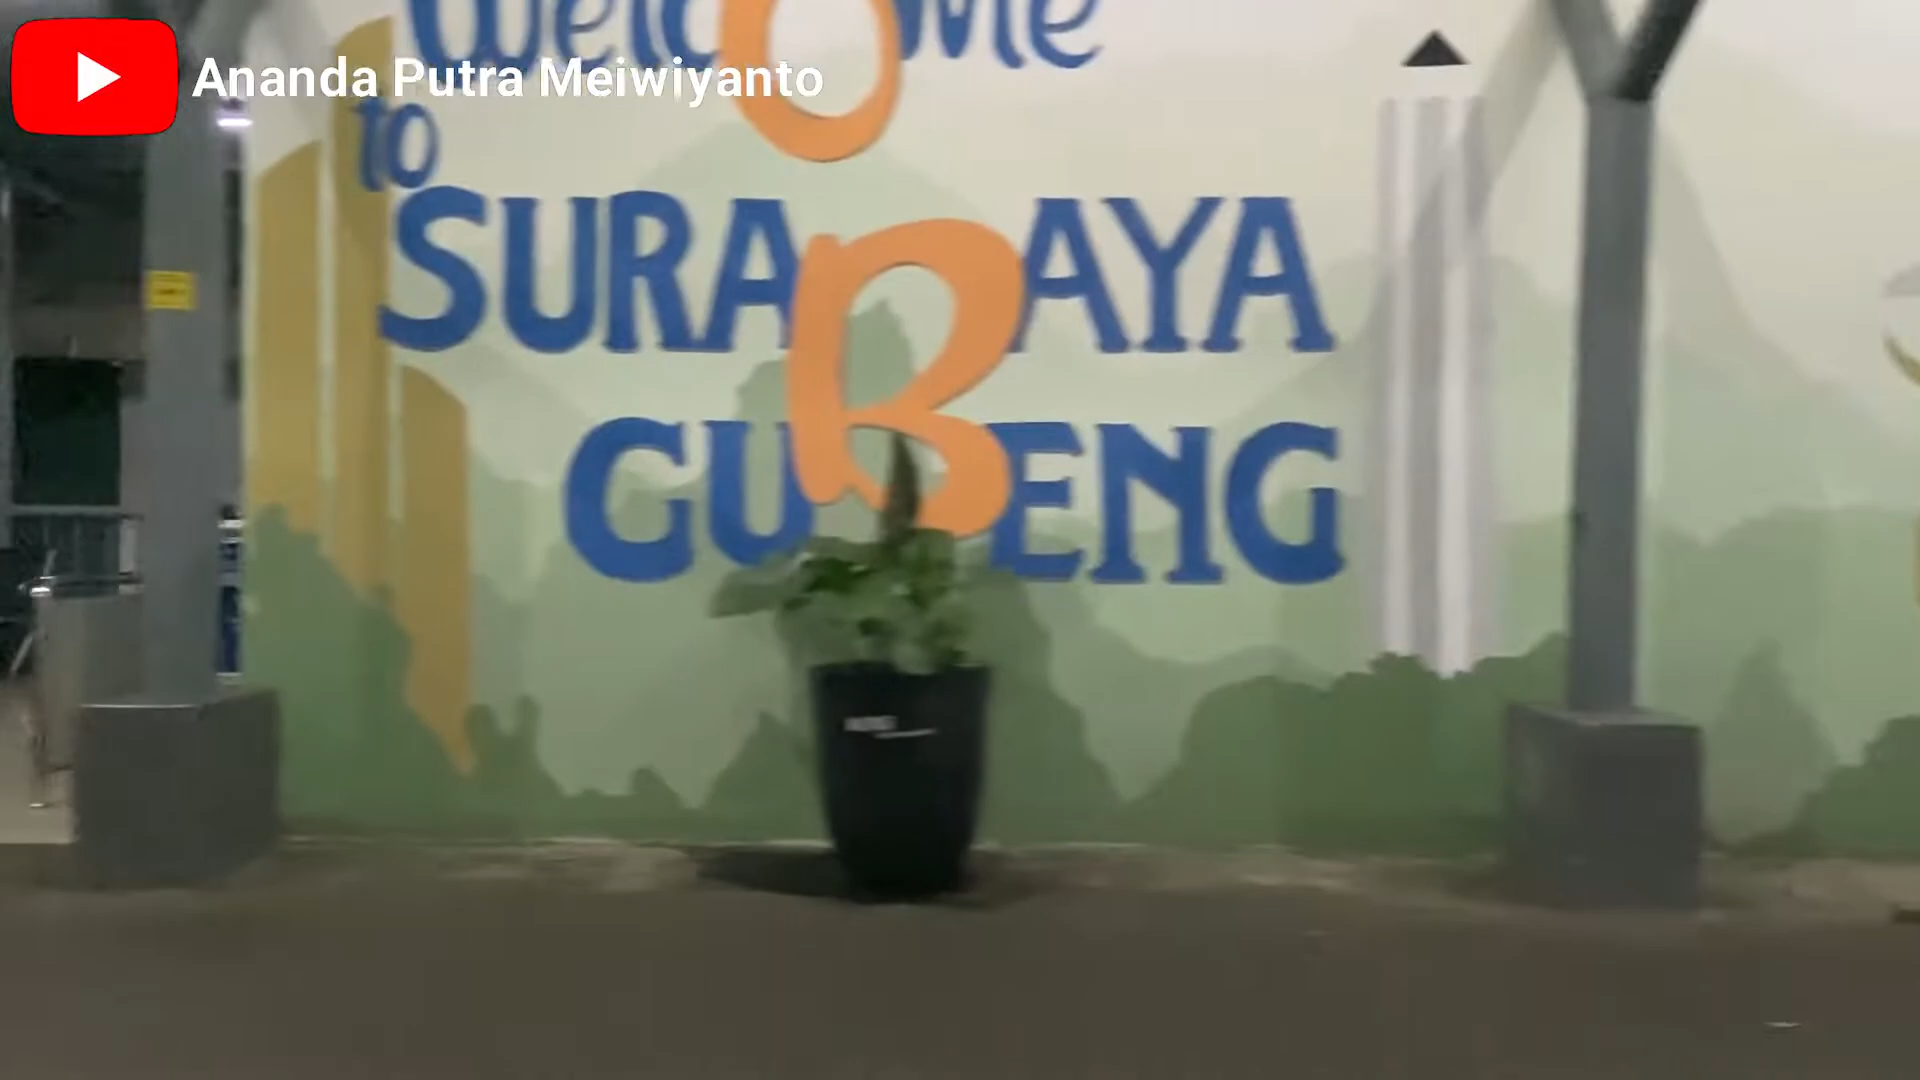 Ananda Putra Meiwiyanto
Welcome
to
SURABAYA
GUBENG